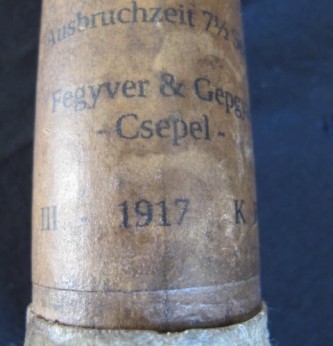 Ausbruchzeit 7½
Fegyver &
- Csepel -
III - 1917 K